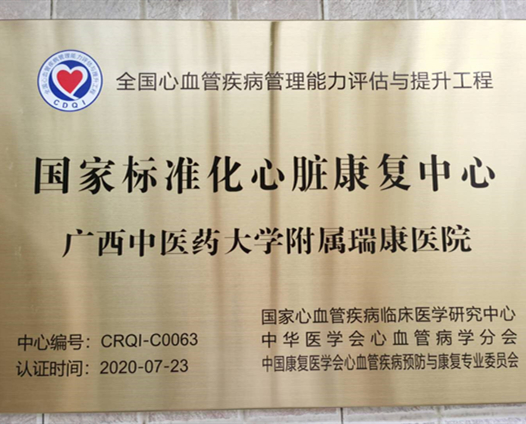 CDQI
全国心血管疾病管理能力评估与提升工程
国家标准化心脏康复中心
广西中医药大学附属瑞康医院
中心编号：CRQI-C0063
认证时间：2020-07-23
国家心血管疾病临床医学研究中心
中华医学会心血管病学分会
中国康复医学会心血管疾病预防与康复专业委员会